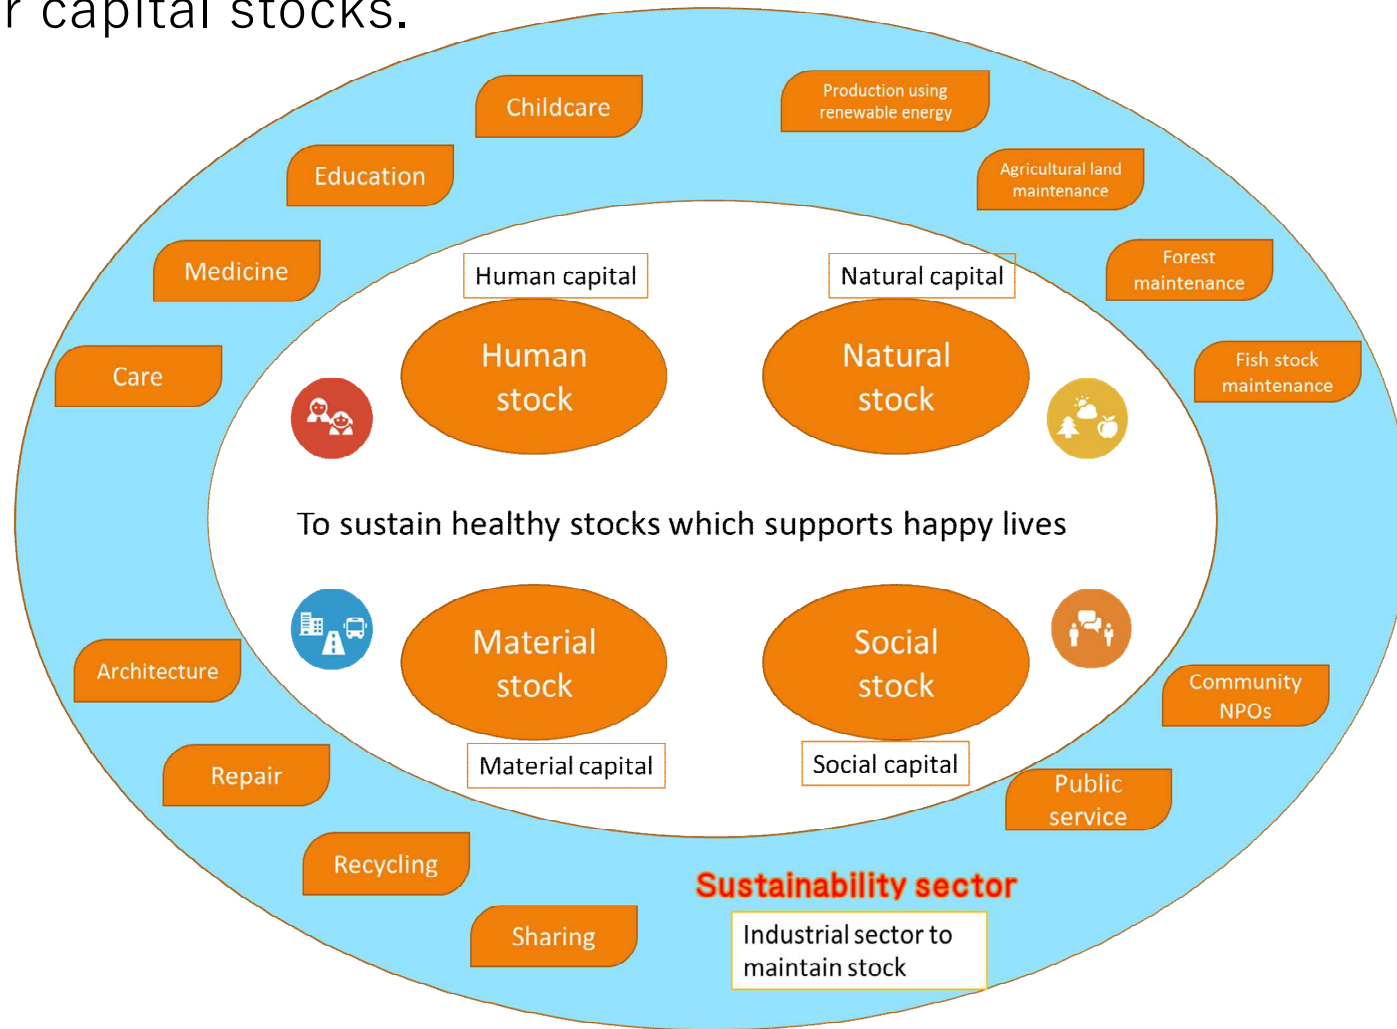 r capital stocks.
Childcare
Production using
renewable energy
Education
Agricultural land
maintenance
Medicine
Forest
maintenance
Care
Fish stock
maintenance
Human capital
Natural capital
Human
stock
Natural
stock
To sustain healthy stocks which supports happy lives
Material
stock
Social
stock
Material capital
Social capital
Architecture
Community
NPOs
Repair
Public
service
Recycling
Sharing
Sustainability sector
Industrial sector to
maintain stock